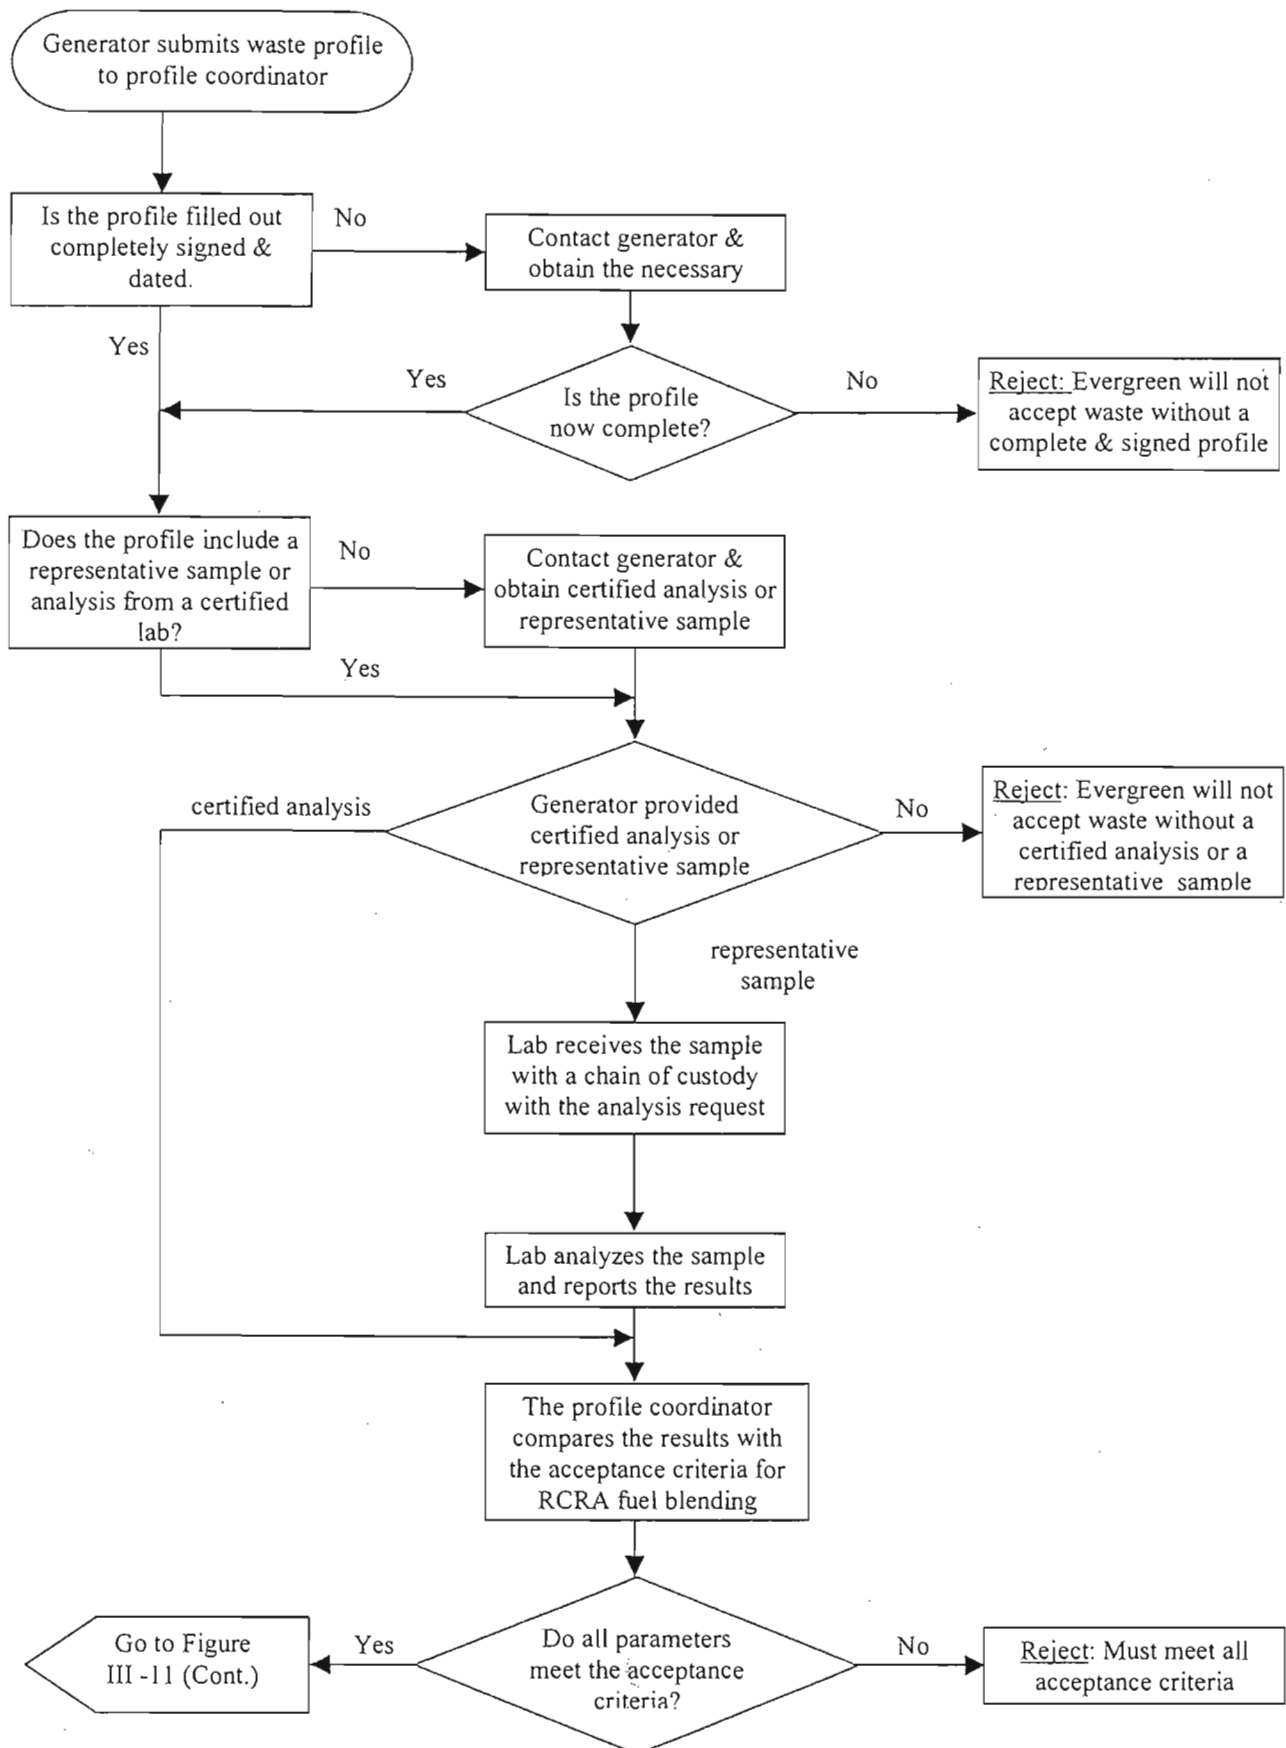 Generator submits waste profile
to profile coordinator
Is the profile filled out
completely signed &
dated.
No
Contact generator &
obtain the necessary
Yes
Yes
Is the profile
now complete?
No
Reject: Evergreen will not
accept waste without a
complete & signed profile
Does the profile include a
representative sample or
analysis from a certified
lab?
No
Contact generator &
obtain certified analysis or
representative sample
Yes
certified analysis
Generator provided
certified analysis or
representative sample
No
Reject: Evergreen will not
accept waste without a
certified analysis or a
representative sample
representative
sample
Lab receives the sample
with a chain of custody
with the analysis request
Lab analyzes the sample
and reports the results
The profile coordinator
compares the results with
the acceptance criteria for
RCRA fuel blending
Go to Figure
III -11 (Cont.)
Yes
Do all parameters
meet the acceptance
criteria?
No
Reject: Must meet all
acceptance criteria